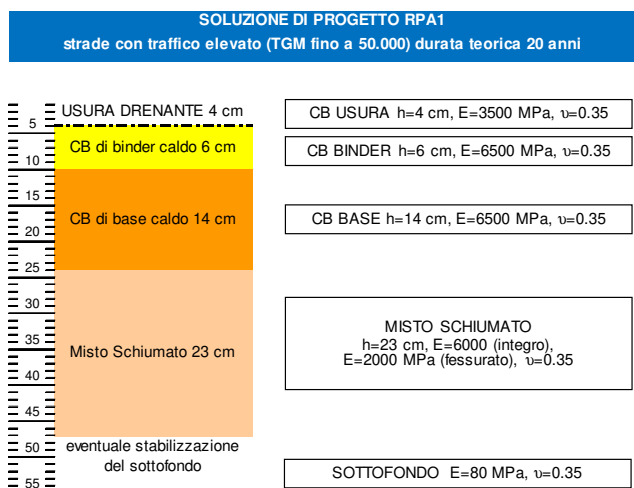 SOLUZIONE DI PROGETTO RPA1
strade con traffico elevato (TGM fino a 50.000) durata teorica 20 anni
USURA DRENANTE 4 cm
CB USURA h=4 cm, E=3500 MPa, υ=0.35
5
CB di binder caldo 6 cm
CB BINDER h=6 cm, E=6500 MPa, υ=0.35
10
15
CB di base caldo 14 cm
CB BASE h=14 cm, E=6500 MPa, υ=0.35
20
25
30
MISTO SCHIUMATO
h=23 cm, E=6000 (integro),
E=2000 MPa (fessurato), υ=0.35
35
Misto Schiumato 23 cm
40
45
50
eventuale stabilizzazione
del sottofondo
SOTTOFONDO E=80 MPa, υ=0.35
55